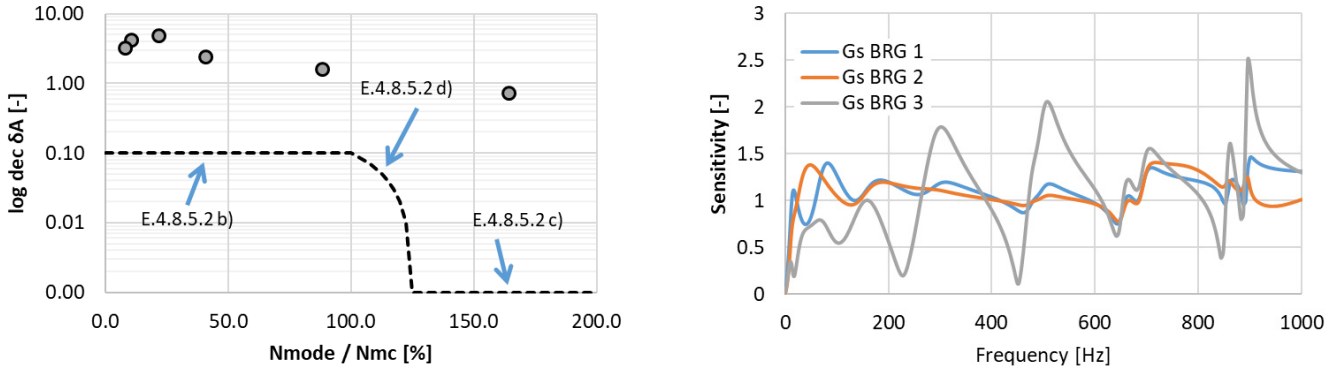 10.00
1.00
0.10
0.01
0.00
log dec δA [-]
E.4.8.5.2 d)
E.4.8.5.2 b)
E.4.8.5.2 c)
0.0
50.0
100.0
150.0
200.0
Nmode / Nmc [%]
3
2.5
2
1.5
1
0.5
0
Sensitivity [-]
Gs BRG 1
Gs BRG 2
Gs BRG 3
0
200
400
600
800
1000
Frequency [Hz]